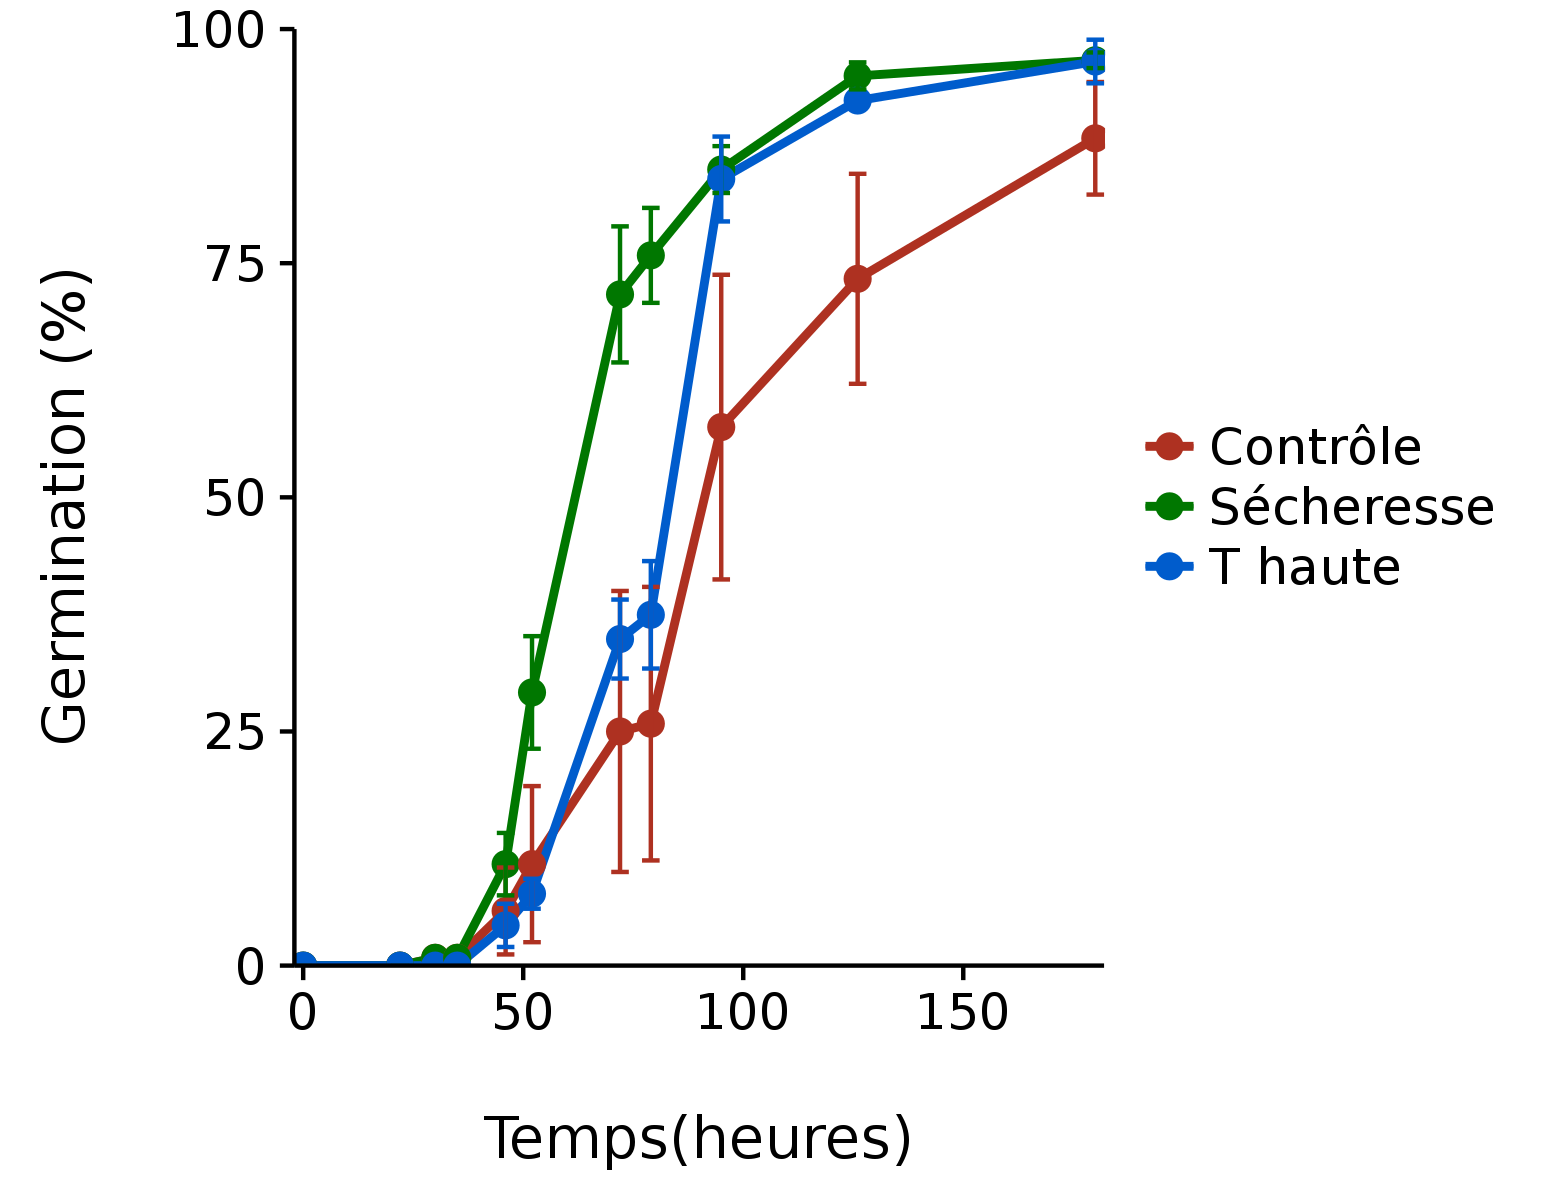 100
75
50
25
0
0 50 100 150
Germination (%)
Temps(heures)
Contrôle
Sécheresse
T haute